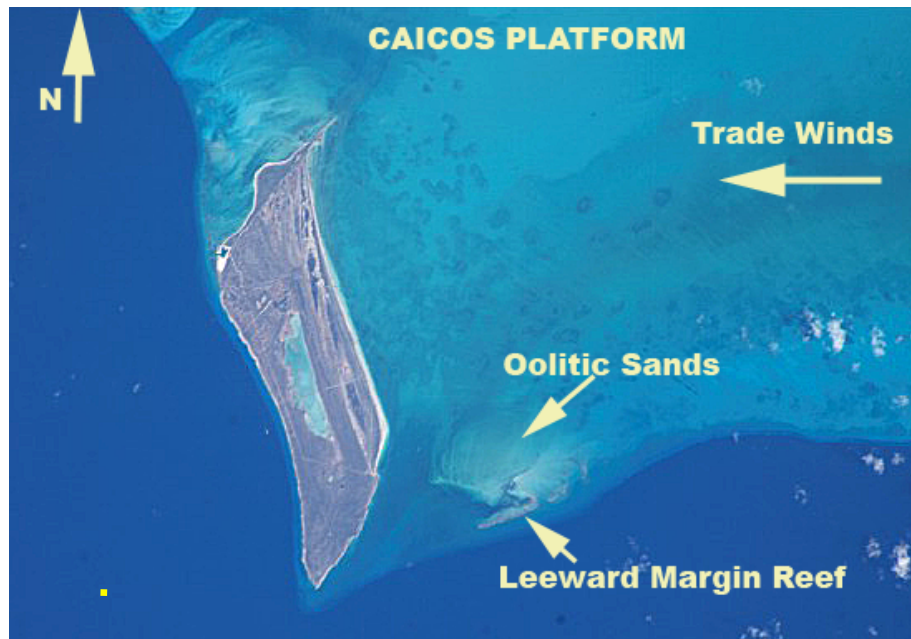 CAICOS PLATFORM
N
Trade Winds
Oolitic Sands
Leeward Margin Reef